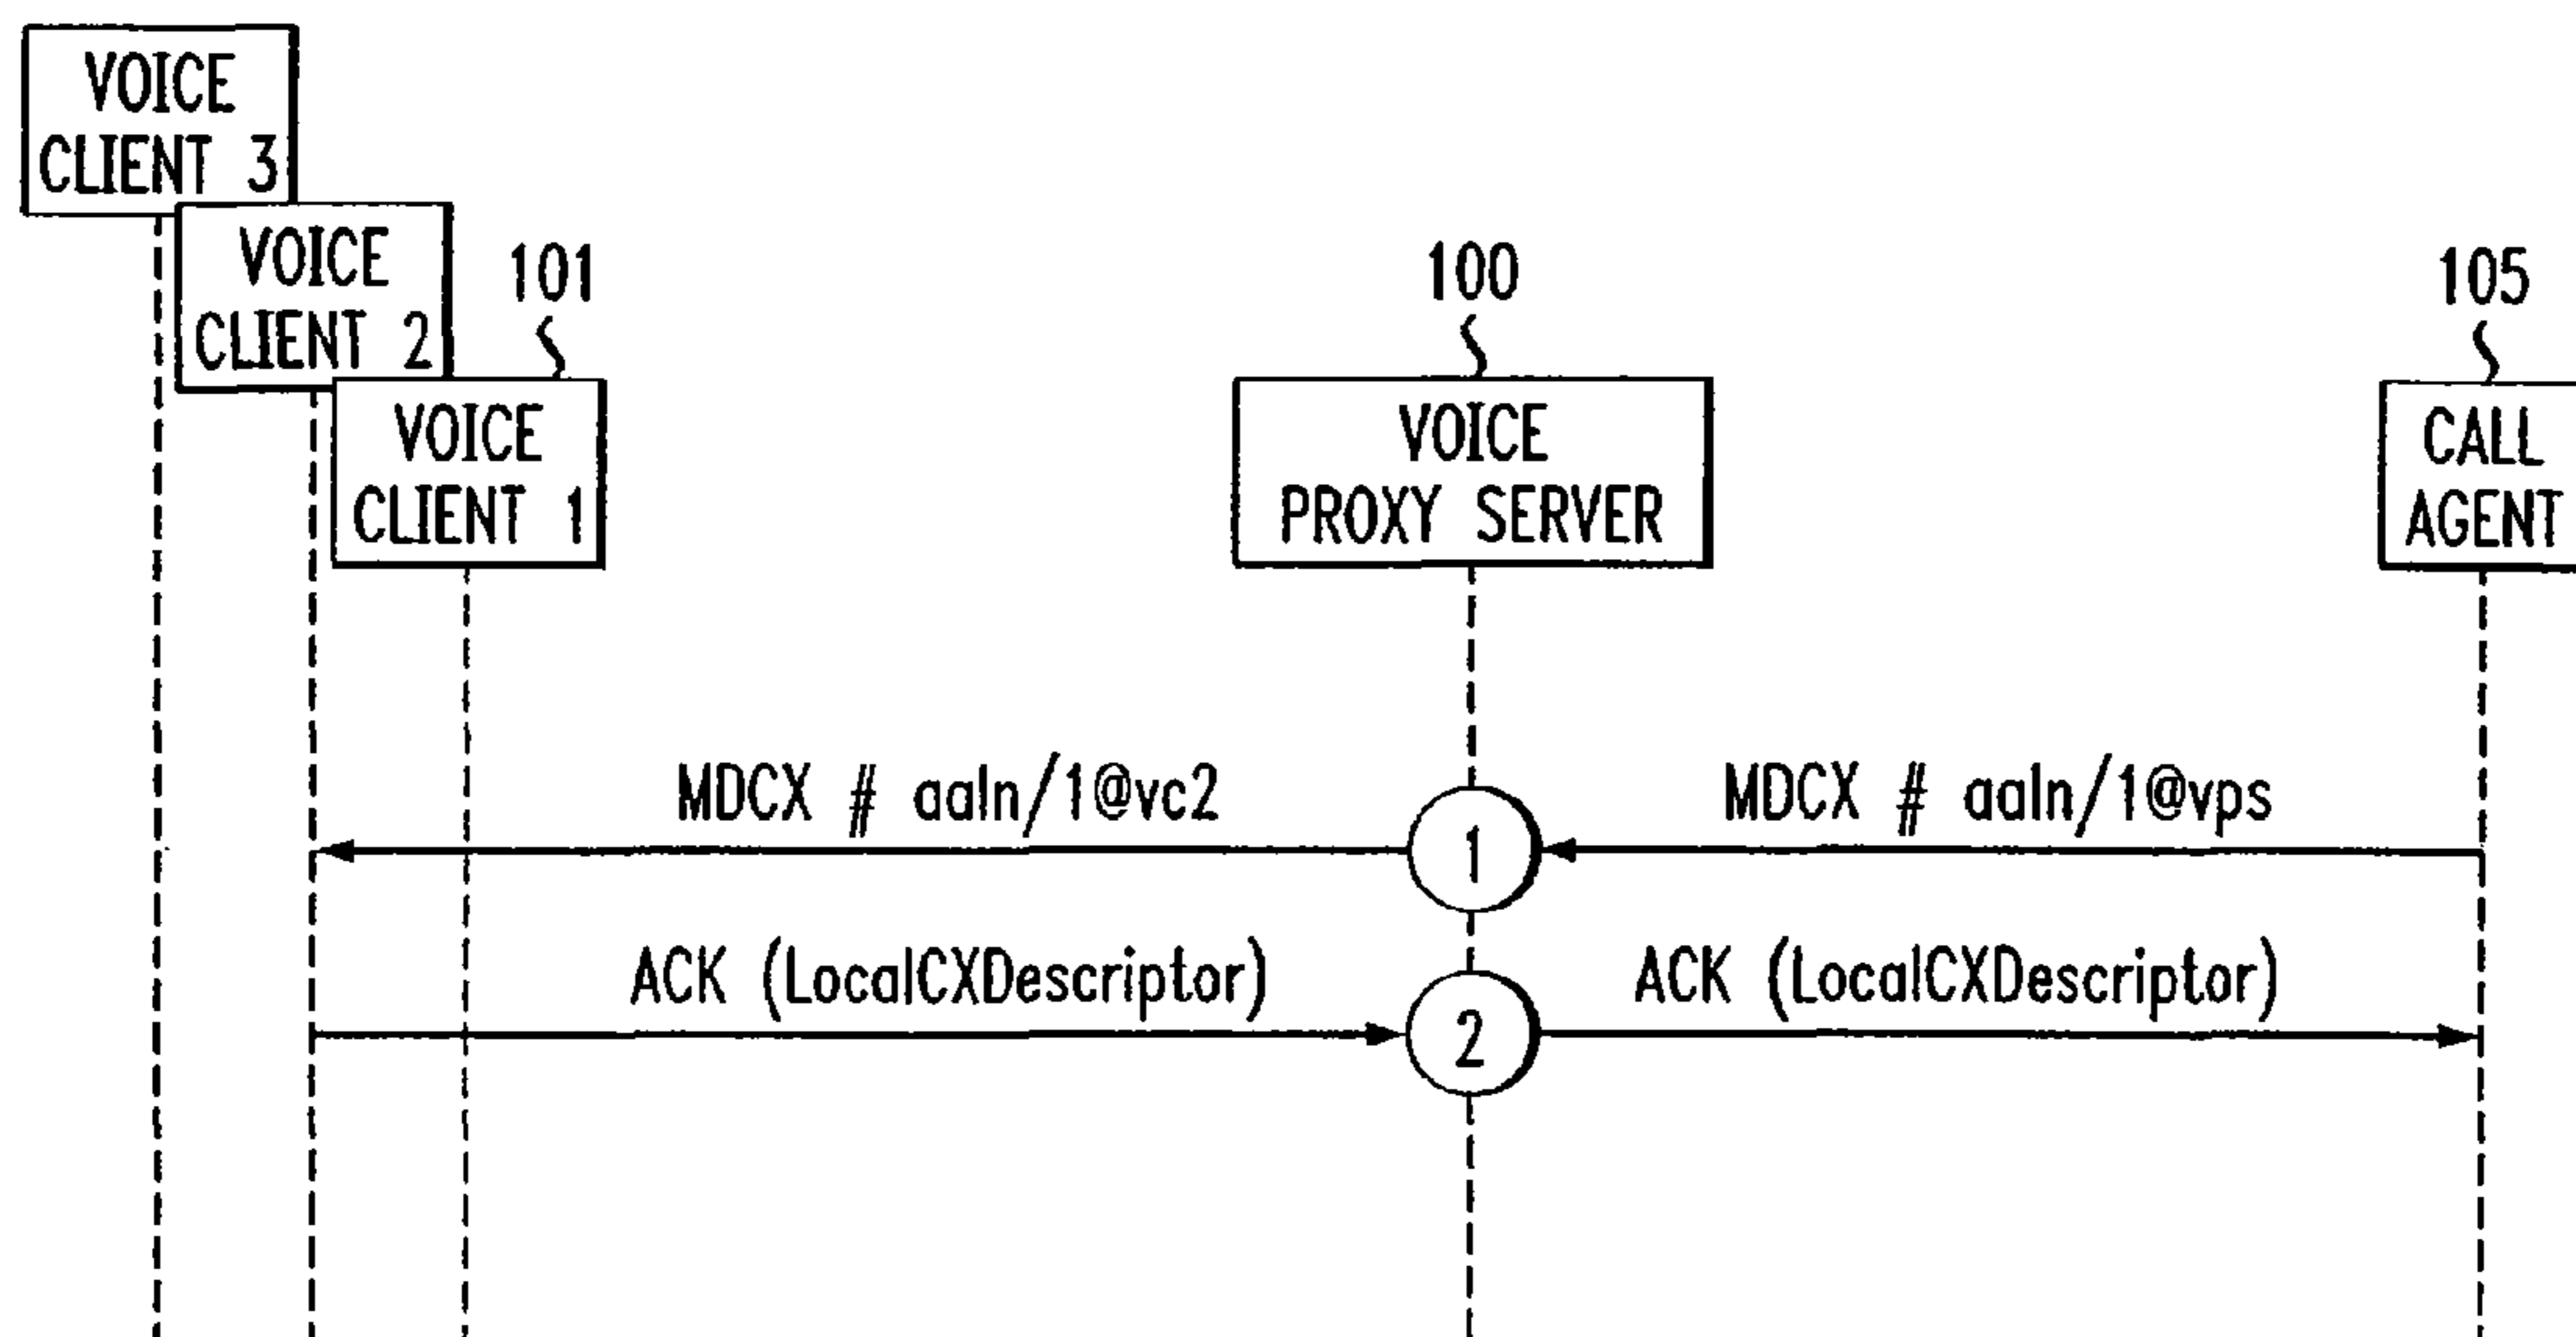 VOICE
CLIENT 3
VOICE
CLIENT 2
101
VOICE
CLIENT 1
100
VOICE
PROXY SERVER
105
CALL
AGENT
MDCX # aaln/1@vc2
1
MDCX # aaln/1@vps
ACK (LocalCXDescriptor)
2
ACK (LocalCXDescriptor)